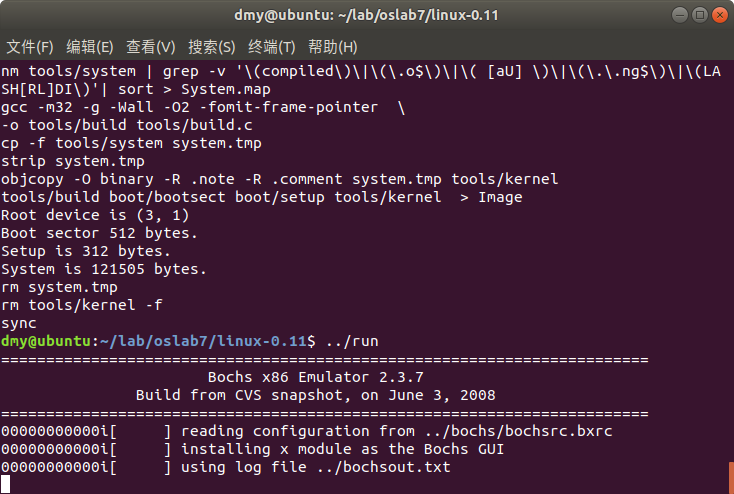 dmy@ubuntu: ~/lab/oslab7/linux-0.11
文件(F) 编辑(E) 查看(V) 搜索(S) 终端(T) 帮助(H)
nm tools/system | grep -v '\(compiled\)\|\(\.o$\)\|\( [aU] \)\|\(\.\.ng$\)\|\(LA
SH[RL]DI\)'| sort > System.map
gcc -m32 -g -Wall -O2 -fomit-frame-pointer  \
-o tools/build tools/build.c
cp -f tools/system system.tmp
strip system.tmp
objcopy -O binary -R .note -R .comment system.tmp tools/kernel
tools/build boot/bootsect boot/setup tools/kernel  > Image
Root device is (3, 1)
Boot sector 512 bytes.
Setup is 312 bytes.
System is 121505 bytes.
rm system.tmp
rm tools/kernel -f
sync
dmy@ubuntu:~/lab/oslab7/linux-0.11$ ../run
========================================================================
Bochs x86 Emulator 2.3.7
Build from CVS snapshot, on June 3, 2008
========================================================================
00000000000i[     ] reading configuration from ../bochs/bochsrc.bxrc
00000000000i[     ] installing x module as the Bochs GUI
00000000000i[     ] using log file ../bochsout.txt